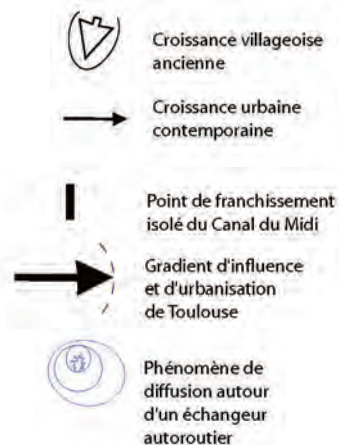 Croissance villageoise
ancienne
Croissance urbaine
contemporaine
Point de franchissement
isolé du Canal du Midi
Gradient d'influence
et d'urbanisation
de Toulouse
Phénomène de
diffusion autour
d'un échangeur
autoroutier